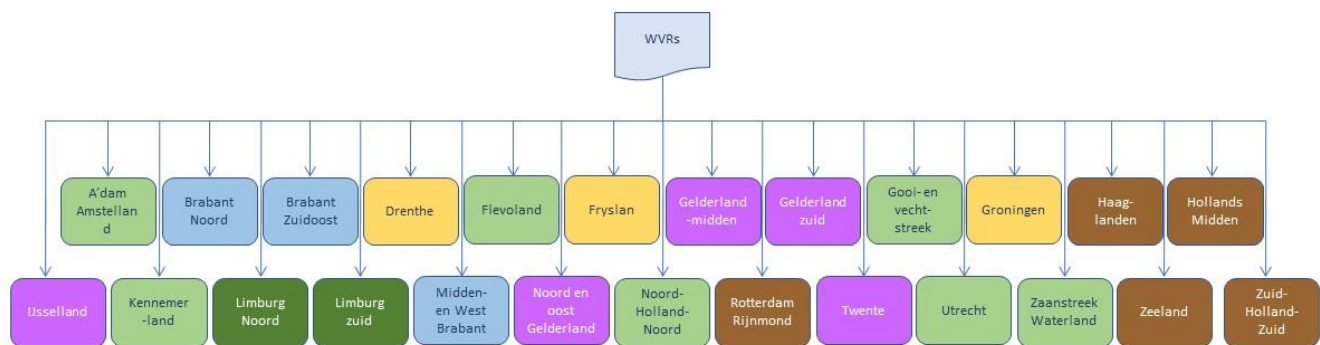 WVRs
A'dam
Amstellan
d
Brabant
Noord
Brabant
Zuidoost
Drenthe
Flevoland
Fryslan
Gelderland
-midden
Gelderland
zuid
Gooi- en
vecht-
streek
Groningen
Haag-
landen
Hollands
Midden
IJsselland
Kennemer
-land
Limburg
Noord
Limburg
zuid
Midden-
en West
Brabant
Noord en
oost
Gelderland
Noord-
Holland-
Noord
Rotterdam
Rijnmond
Twente
Utrecht
Zaanstreek
Waterland
Zeeland
Zuid-
Holland-
Zuid